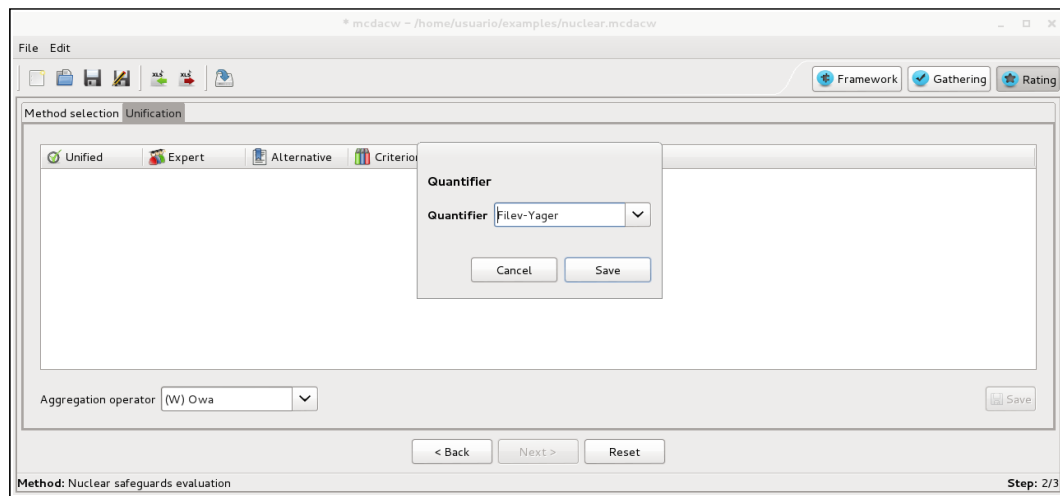 * mcdacw - /home/usuario/examples/nuclear.mcdacw
File Edit
XLS XLS
Framework Gathering Rating
Method selection Unification
Unified Expert Alternative Criterion
Quantifier
Quantifier Filev-Yager
Cancel Save
Aggregation operator (W) Owa
Save
< Back Next > Reset
Method: Nuclear safeguards evaluation Step: 2/3